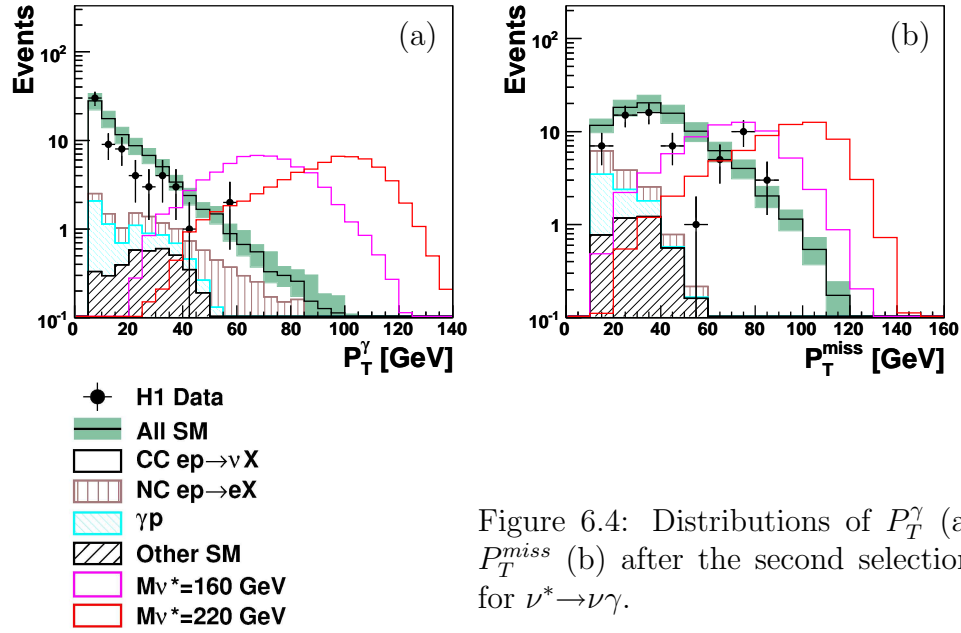 (a)
Events
10²
10
1
10⁻¹
0 20 40 60 80 100 120 140
P_T^γ [GeV]
(b)
Events
10²
10
1
10⁻¹
0 20 40 60 80 100 120 140 160
P_T^miss [GeV]
H1 Data
All SM
CC ep→νX
NC ep→eX
γp
Other SM
Mν*=160 GeV
Mν*=220 GeV
Figure 6.4: Distributions of P_T^γ (a
P_T^miss (b) after the second selection
for ν*→νγ.